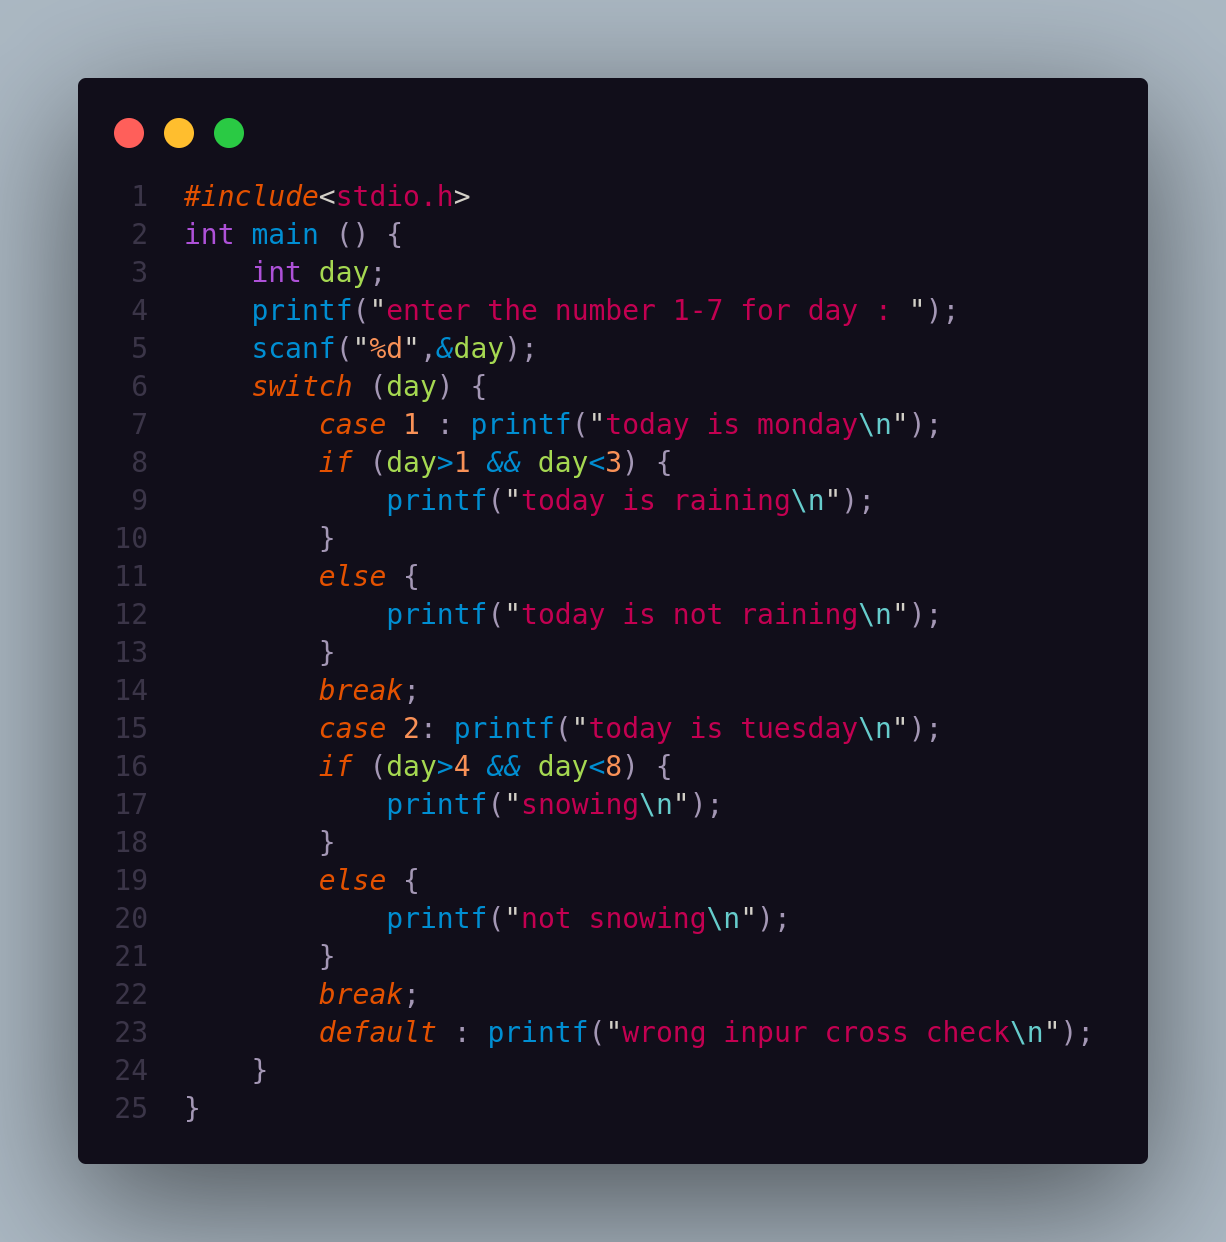 1 #include<stdio.h>
2 int main () {
3     int day;
4     printf("enter the number 1-7 for day : ");
5     scanf("%d",&day);
6     switch (day) {
7         case 1 : printf("today is monday\n");
8         if (day>1 && day<3) {
9             printf("today is raining\n");
10         }
11         else {
12             printf("today is not raining\n");
13         }
14         break;
15         case 2: printf("today is tuesday\n");
16         if (day>4 && day<8) {
17             printf("snowing\n");
18         }
19         else {
20             printf("not snowing\n");
21         }
22         break;
23         default : printf("wrong inpur cross check\n");
24     }
25 }